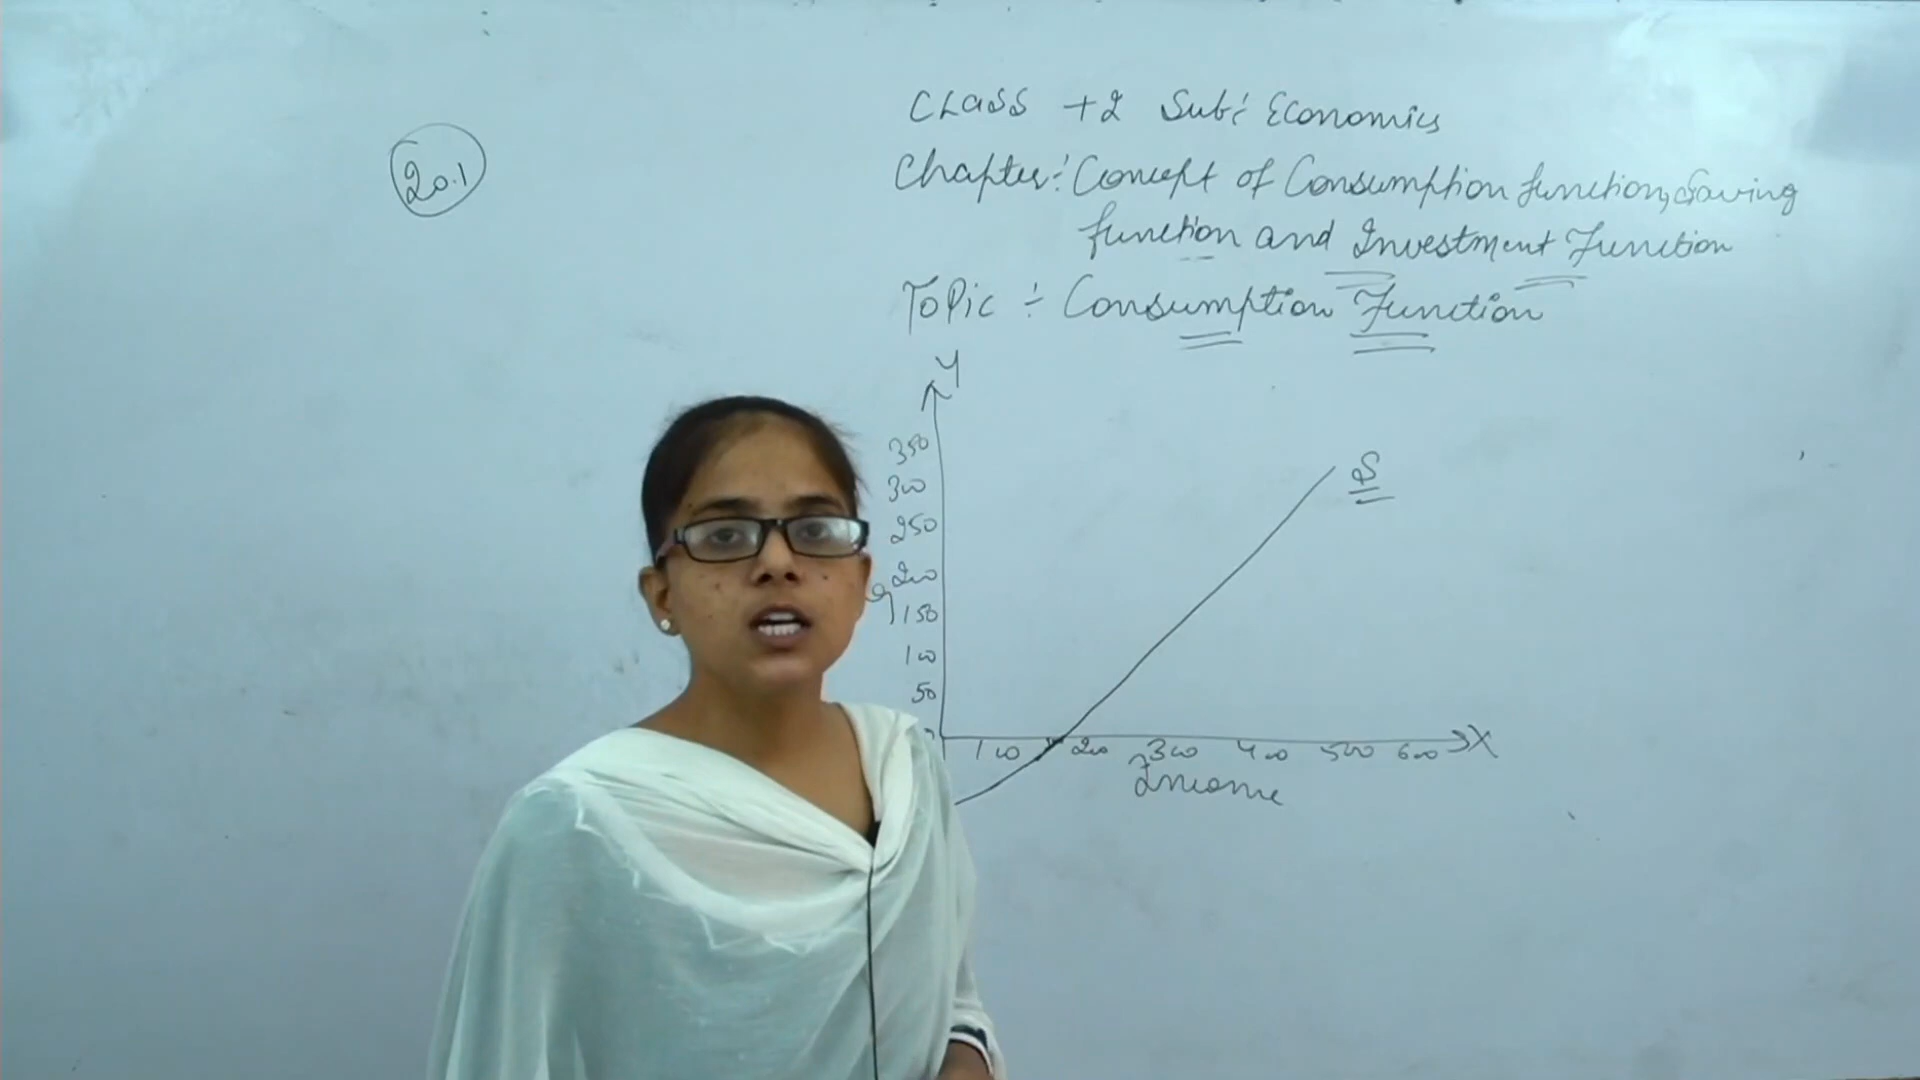 20.1
Class +2 Sub: Economics
Chapter: Concept of Consumption function, Saving
function and Investment Function
Topic ÷ Consumption Function
Y
350
300
250
200
150
100
50
S
100 200 300 400 500 600 X
Income